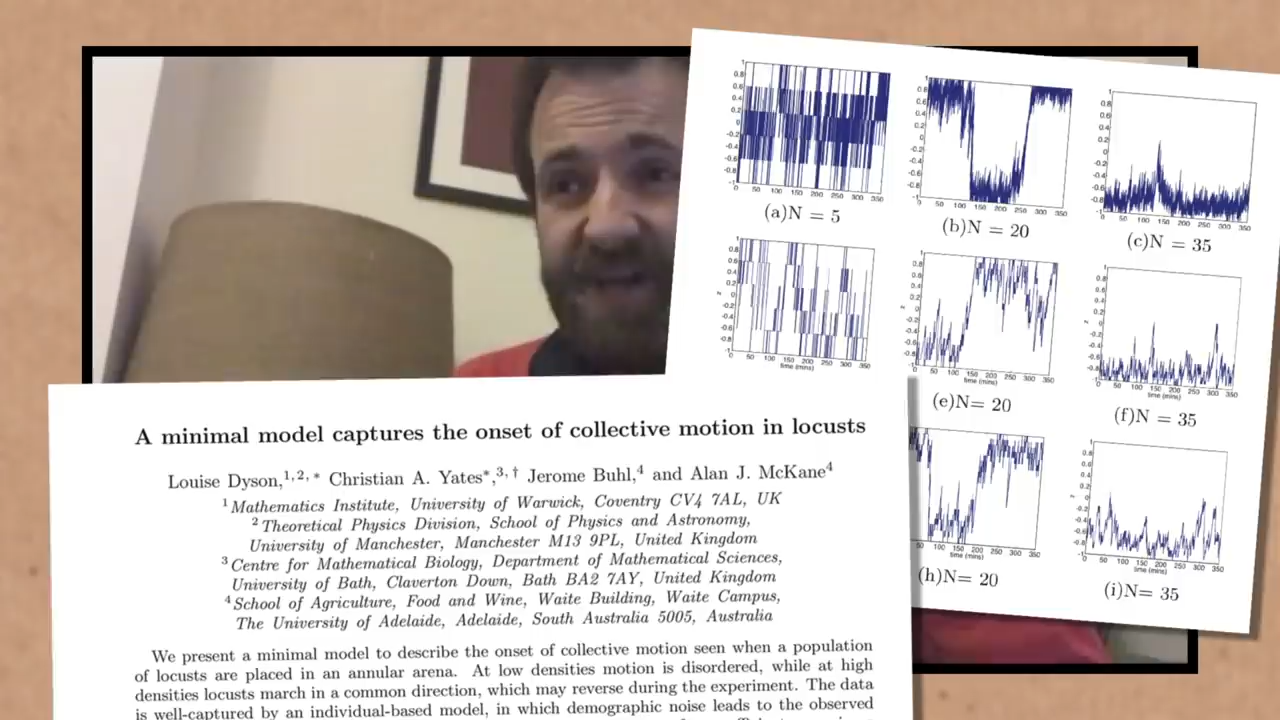 (a)N = 5
(b)N = 20
(c)N = 35
time (mins)
time (mins)
time (mins)
(e)N= 20
(f)N = 35
time (mins)
time (mins)
(h)N= 20
(i)N= 35
A minimal model captures the onset of collective motion in locusts
Louise Dyson,1,2,* Christian A. Yates*,3,† Jerome Buhl,4 and Alan J. McKane4
1Mathematics Institute, University of Warwick, Coventry CV4 7AL, UK
2Theoretical Physics Division, School of Physics and Astronomy,
University of Manchester, Manchester M13 9PL, United Kingdom
3Centre for Mathematical Biology, Department of Mathematical Sciences,
University of Bath, Claverton Down, Bath BA2 7AY, United Kingdom
4School of Agriculture, Food and Wine, Waite Building, Waite Campus,
The University of Adelaide, Adelaide, South Australia 5005, Australia
We present a minimal model to describe the onset of collective motion seen when a population
of locusts are placed in an annular arena. At low densities motion is disordered, while at high
densities locusts march in a common direction, which may reverse during the experiment. The data
is well-captured by an individual-based model, in which demographic noise leads to the observed